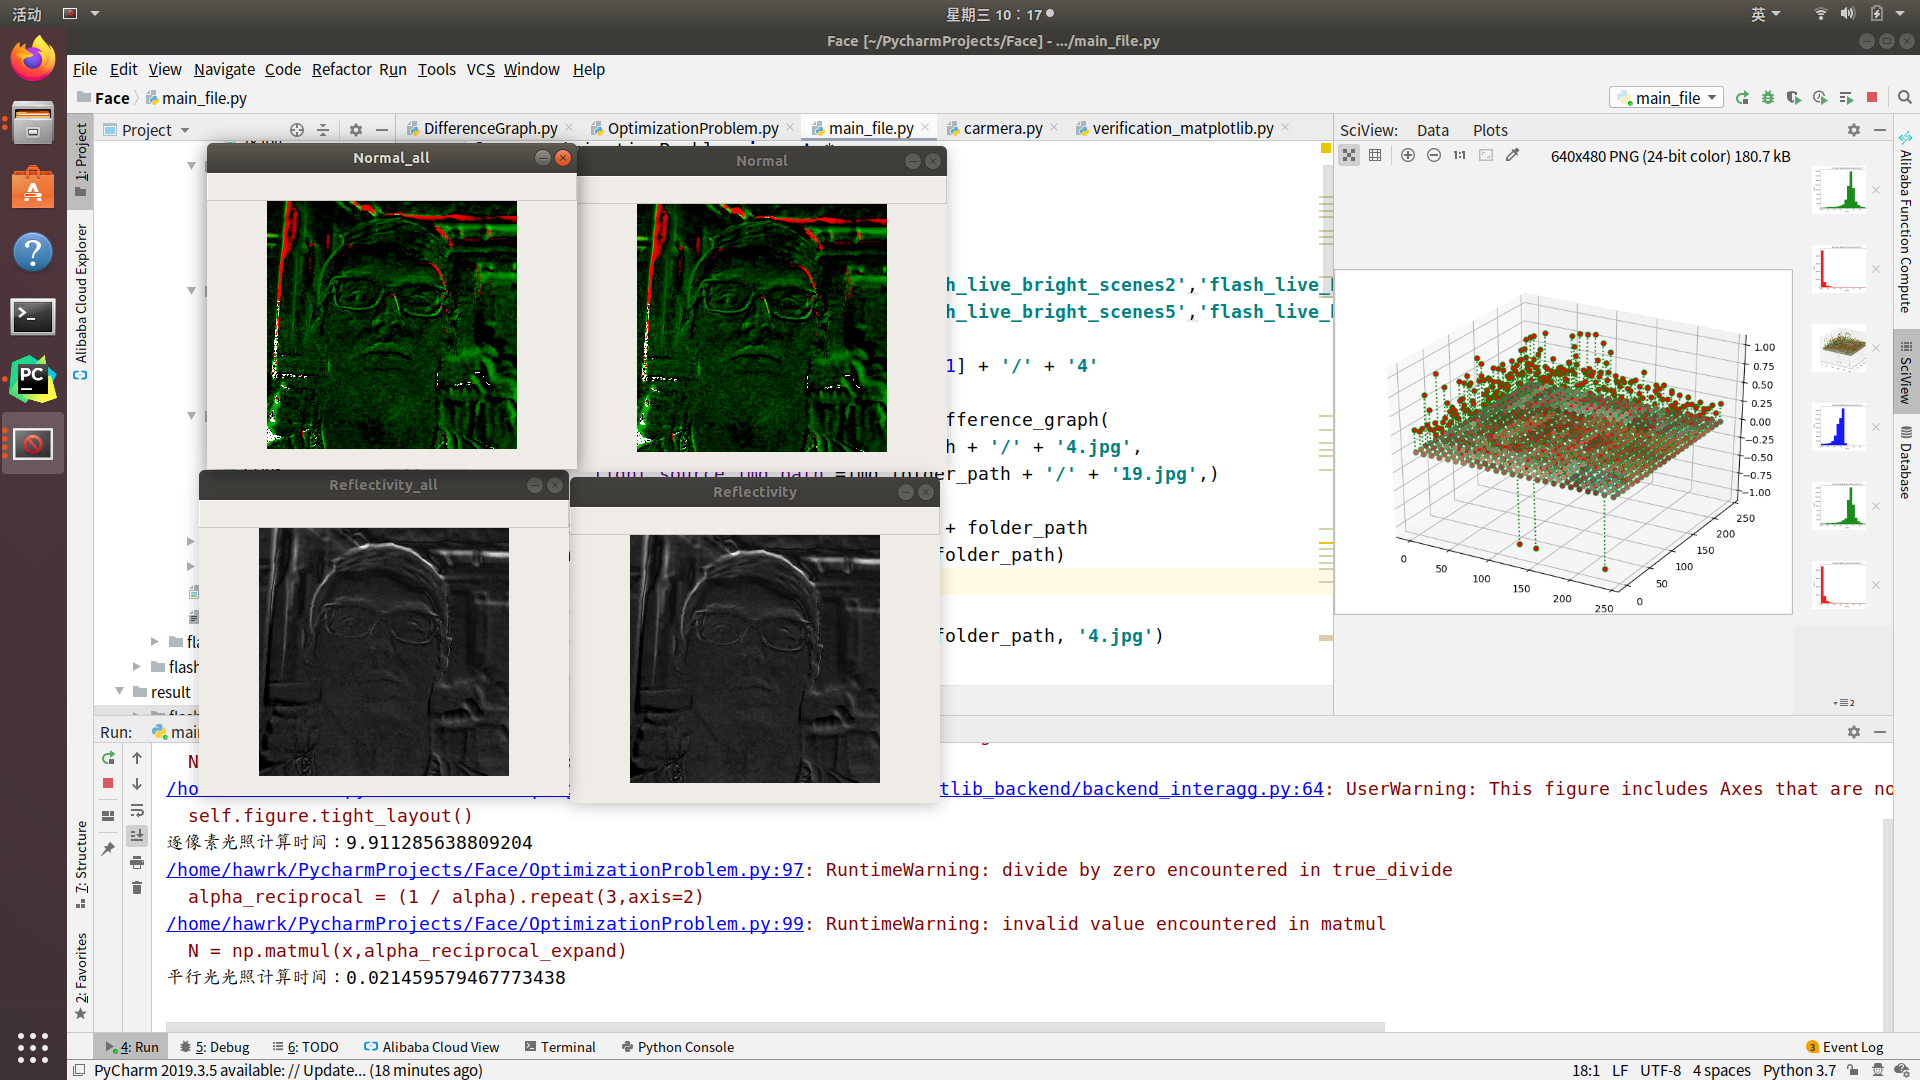 活动
星期三 10：17
英
Face [~/PycharmProjects/Face] - .../main_file.py
File Edit View Navigate Code Refactor Run Tools VCS Window Help
Face main_file.py
main_file
1: Project
Alibaba Cloud Explorer
7: Structure
2: Favorites
Project
DifferenceGraph.py
OptimizationProblem.py
main_file.py
carmera.py
verification_matplotlib.py
SciView: Data Plots
1:1
640x480 PNG (24-bit color) 180.7 kB
Normal_all
Normal
Reflectivity_all
Reflectivity
h_live_bright_scenes2','flash_live_
h_live_bright_scenes5','flash_live_
1] + '/' + '4'
fference_graph(
+ '/' + '4.jpg',
der_path + '/' + '19.jpg',)
+ folder_path
folder_path)
folder_path, '4.jpg')
flash
result
1.00
0.75
0.50
0.25
0.00
−0.25
−0.50
−0.75
−1.00
0
50
100
150
200
250
0
50
100
150
200
250
Alibaba Function Compute
SciView
Database
2
Run: main
N
/ho
tlib_backend/backend_interagg.py:64: UserWarning: This figure includes Axes that are no
self.figure.tight_layout()
逐像素光照计算时间：9.911285638809204
/home/hawrk/PycharmProjects/Face/OptimizationProblem.py:97: RuntimeWarning: divide by zero encountered in true_divide
alpha_reciprocal = (1 / alpha).repeat(3,axis=2)
/home/hawrk/PycharmProjects/Face/OptimizationProblem.py:99: RuntimeWarning: invalid value encountered in matmul
N = np.matmul(x,alpha_reciprocal_expand)
平行光光照计算时间：0.021459579467773438
4: Run 5: Debug 6: TODO Alibaba Cloud View Terminal Python Console
3 Event Log
PyCharm 2019.3.5 available: // Update... (18 minutes ago)
18:1 LF UTF-8 4 spaces Python 3.7